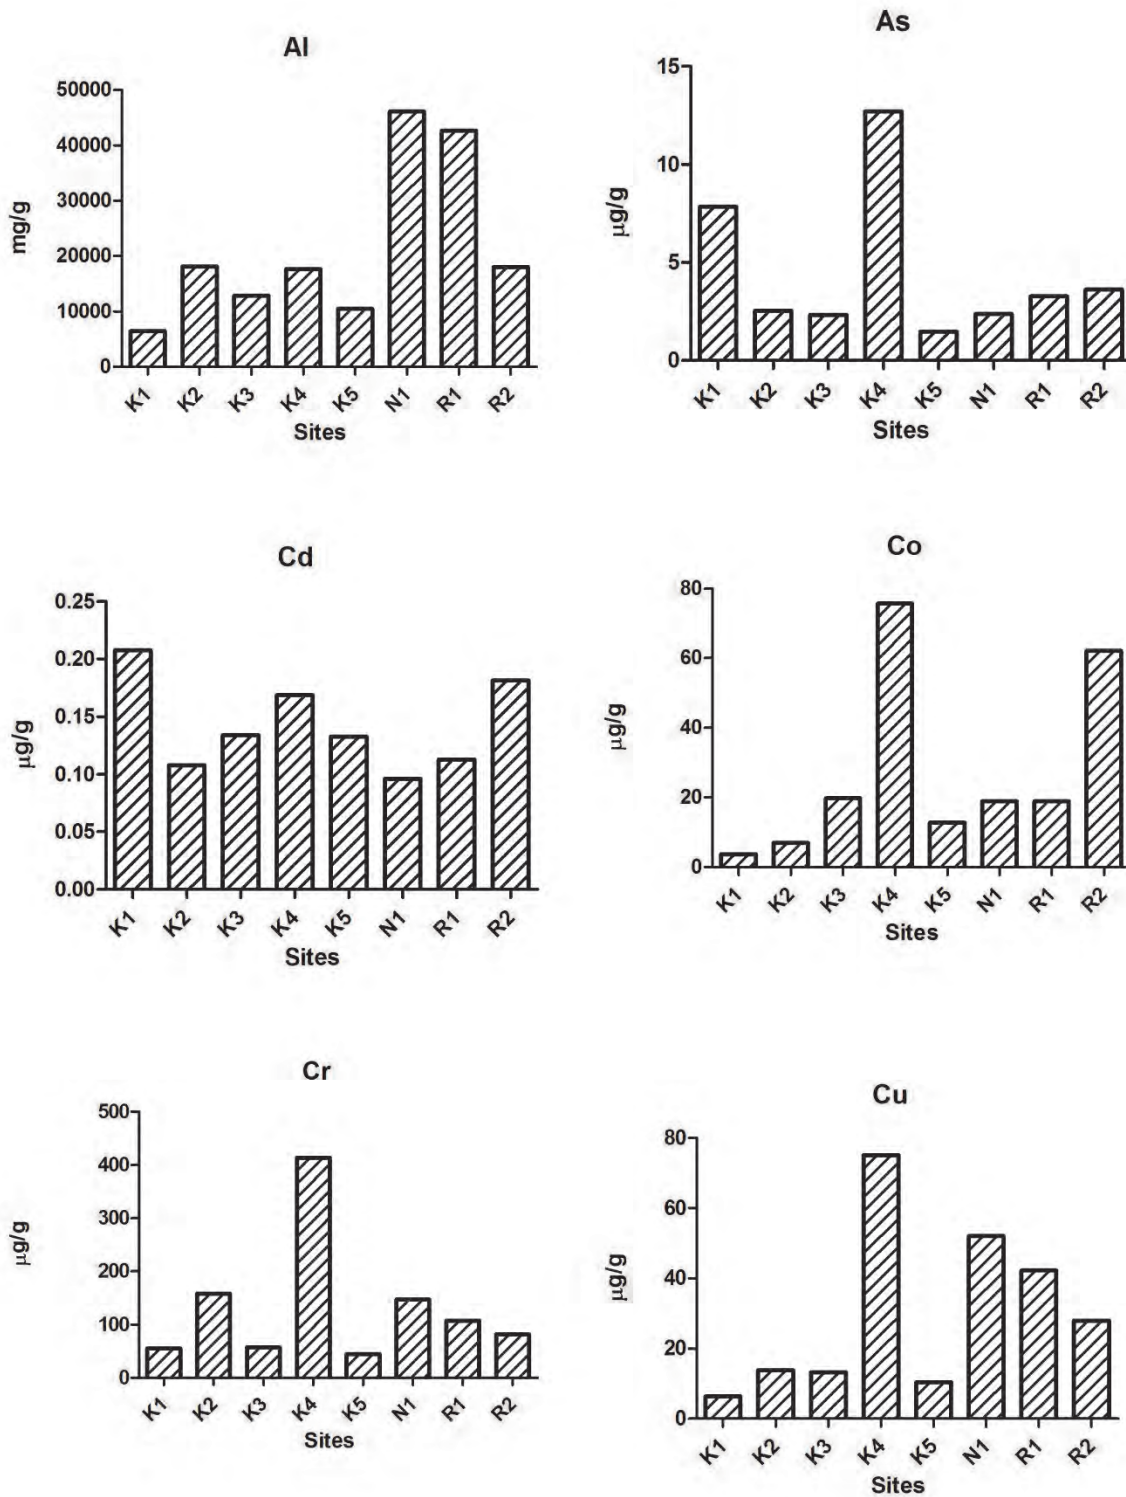 Al
50000
40000
30000
20000
10000
0
mg/g
K1 K2 K3 K4 K5 N1 R1 R2
Sites
As
15
10
5
0
µg/g
K1 K2 K3 K4 K5 N1 R1 R2
Sites
Cd
0.25
0.20
0.15
0.10
0.05
0.00
µg/g
K1 K2 K3 K4 K5 N1 R1 R2
Sites
Co
80
60
40
20
0
µg/g
K1 K2 K3 K4 K5 N1 R1 R2
Sites
Cr
500
400
300
200
100
0
µg/g
K1 K2 K3 K4 K5 N1 R1 R2
Sites
Cu
80
60
40
20
0
µg/g
K1 K2 K3 K4 K5 N1 R1 R2
Sites